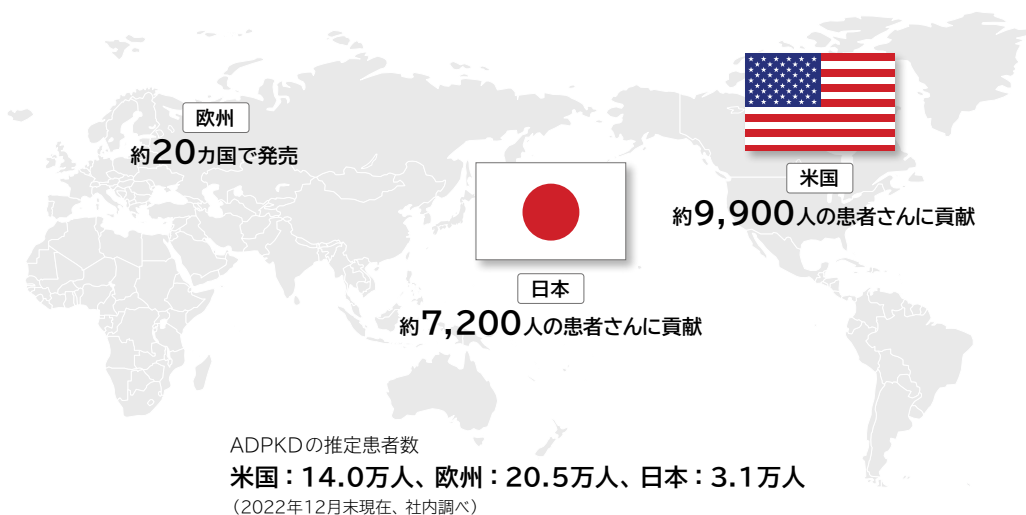 欧州
約20カ国で発売
米国
約9,900人の患者さんに貢献
日本
約7,200人の患者さんに貢献
ADPKDの推定患者数
米国：14.0万人、欧州：20.5万人、日本：3.1万人
（2022年12月末現在、社内調べ）